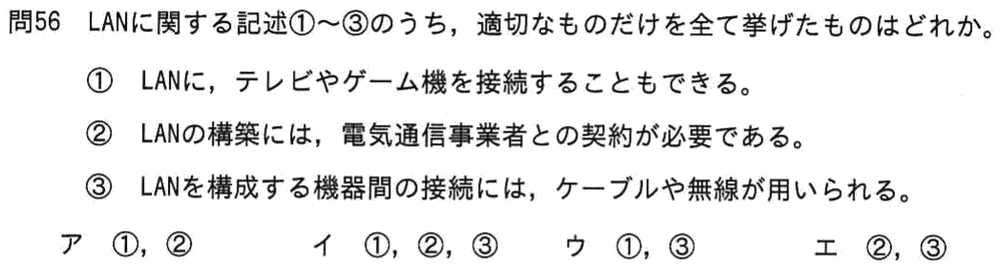 問56　LANに関する記述①～③のうち，適切なものだけを全て挙げたものはどれか。
①　LANに，テレビやゲーム機を接続することもできる。
②　LANの構築には，電気通信事業者との契約が必要である。
③　LANを構成する機器間の接続には，ケーブルや無線が用いられる。
ア　①，②　　イ　①，②，③　　ウ　①，③　　エ　②，③